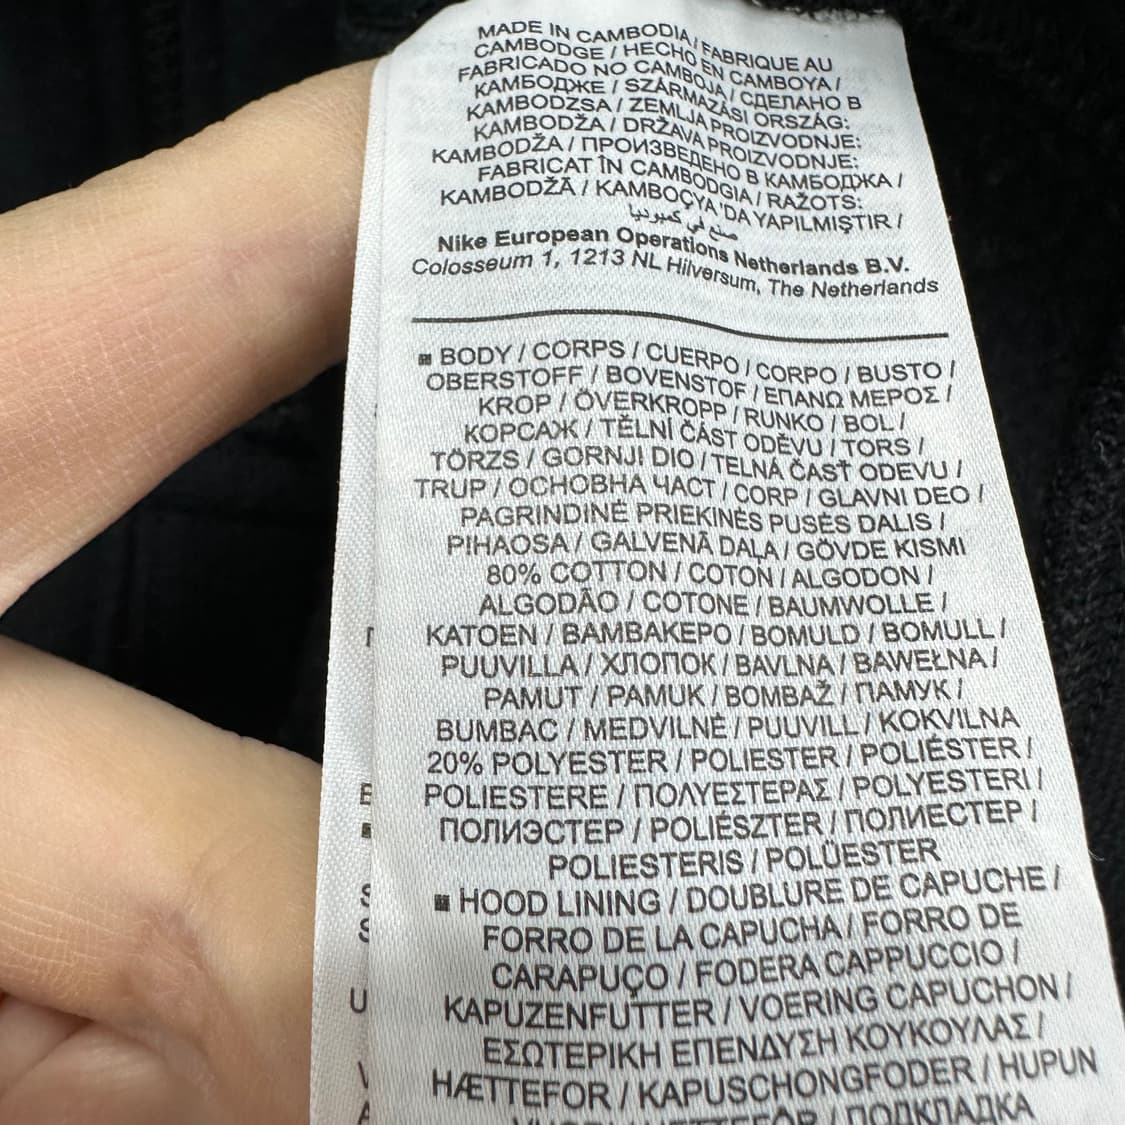 MADE IN CAMBODIA / FABRIQUE AU
CAMBODGE / HECHO EN CAMBOYA /
FABRICADO NO CAMBOJA / СДЕЛАНО В
КАМБОДЖЕ / SZÁRMAZÁSI ORSZÁG:
KAMBODZSA / ZEMLJA PROIZVODNJE:
KAMBODŽA / DRŽAVA PROIZVODNJE:
KAMBODŽA / ПРОИЗВЕДЕНО В КАМБОДЖА /
FABRICAT ÎN CAMBODGIA / RAŽOTS:
KAMBODŽĀ / KAMBOÇYA'DA YAPILMIŞTIR /
صنع في كمبوديا
Nike European Operations Netherlands B.V.
Colosseum 1, 1213 NL Hilversum, The Netherlands
BODY / CORPS / CUERPO / CORPO / BUSTO /
OBERSTOFF / BOVENSTOF / ΕΠΑΝΩ ΜΕΡΟΣ /
KROP / ÖVERKROPP / RUNKO / BOL /
КОРСАЖ / TĚLNÍ ČÁST ODĚVU / TORS /
TÖRZS / GORNJI DIO / TELNÁ ČASŤ ODEVU /
TRUP / ОСНОВНА ЧАСТ / CORP / GLAVNI DEO /
PAGRINDINĖ PRIEKINĖS PUSĖS DALIS /
PIHAOSA / GALVENĀ DAĻA / GÖVDE KISMI
80% COTTON / COTON / ALGODON /
ALGODÃO / COTONE / BAUMWOLLE /
KATOEN / ΒΑΜΒΑΚΕΡΟ / BOMULD / BOMULL /
PUUVILLA / ХЛОПОК / BAVLNA / BAWEŁNA /
PAMUT / PAMUK / BOMBAŽ / ПАМУК /
BUMBAC / MEDVILNĖ / PUUVILL / KOKVILNA
20% POLYESTER / POLIESTER / POLIÉSTER /
POLIESTERE / ΠΟΛΥΕΣΤΕΡΑΣ / POLYESTERI /
ПОЛИЭСТЕР / POLIÉSZTER / ПОЛИЕСТЕР /
POLIESTERIS / POLÜESTER
HOOD LINING / DOUBLURE DE CAPUCHE /
FORRO DE LA CAPUCHA / FORRO DE
CARAPUÇO / FODERA CAPPUCCIO /
KAPUZENFUTTER / VOERING CAPUCHON /
ΕΣΩΤΕΡΙΚΗ ΕΠΕΝΔΥΣΗ ΚΟΥΚΟΥΛΑΣ /
HÆTTEFOR / KAPUSCHONGFODER / HUPUN
ПОДКЛАДКА